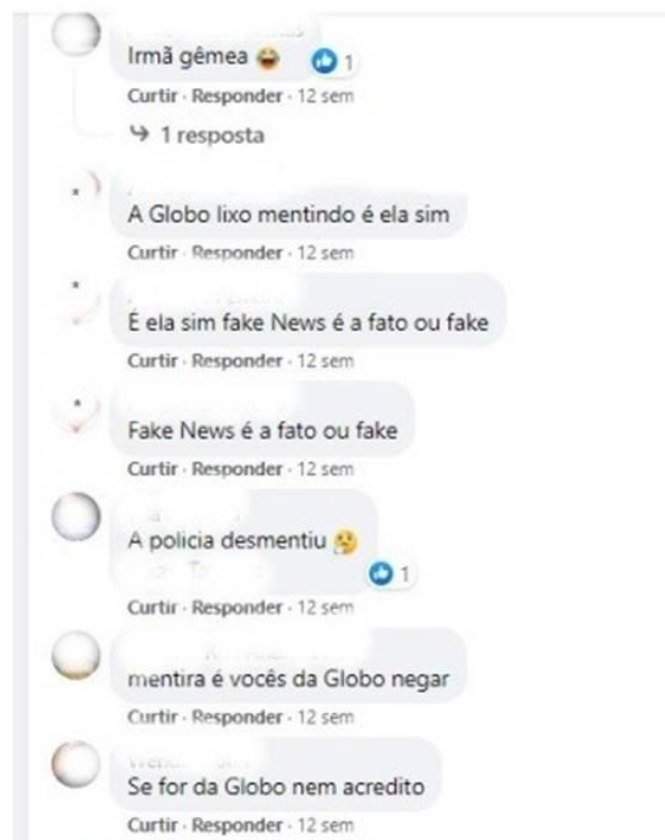 Irmã gêmea 😂 1
Curtir · Responder · 12 sem
↪ 1 resposta
A Globo lixo mentindo é ela sim
Curtir · Responder · 12 sem
É ela sim fake News é a fato ou fake
Curtir · Responder · 12 sem
Fake News é a fato ou fake
Curtir · Responder · 12 sem
A policia desmentiu 🤔
1
Curtir · Responder · 12 sem
mentira é vocês da Globo negar
Curtir · Responder · 12 sem
Se for da Globo nem acredito
Curtir · Responder · 12 sem